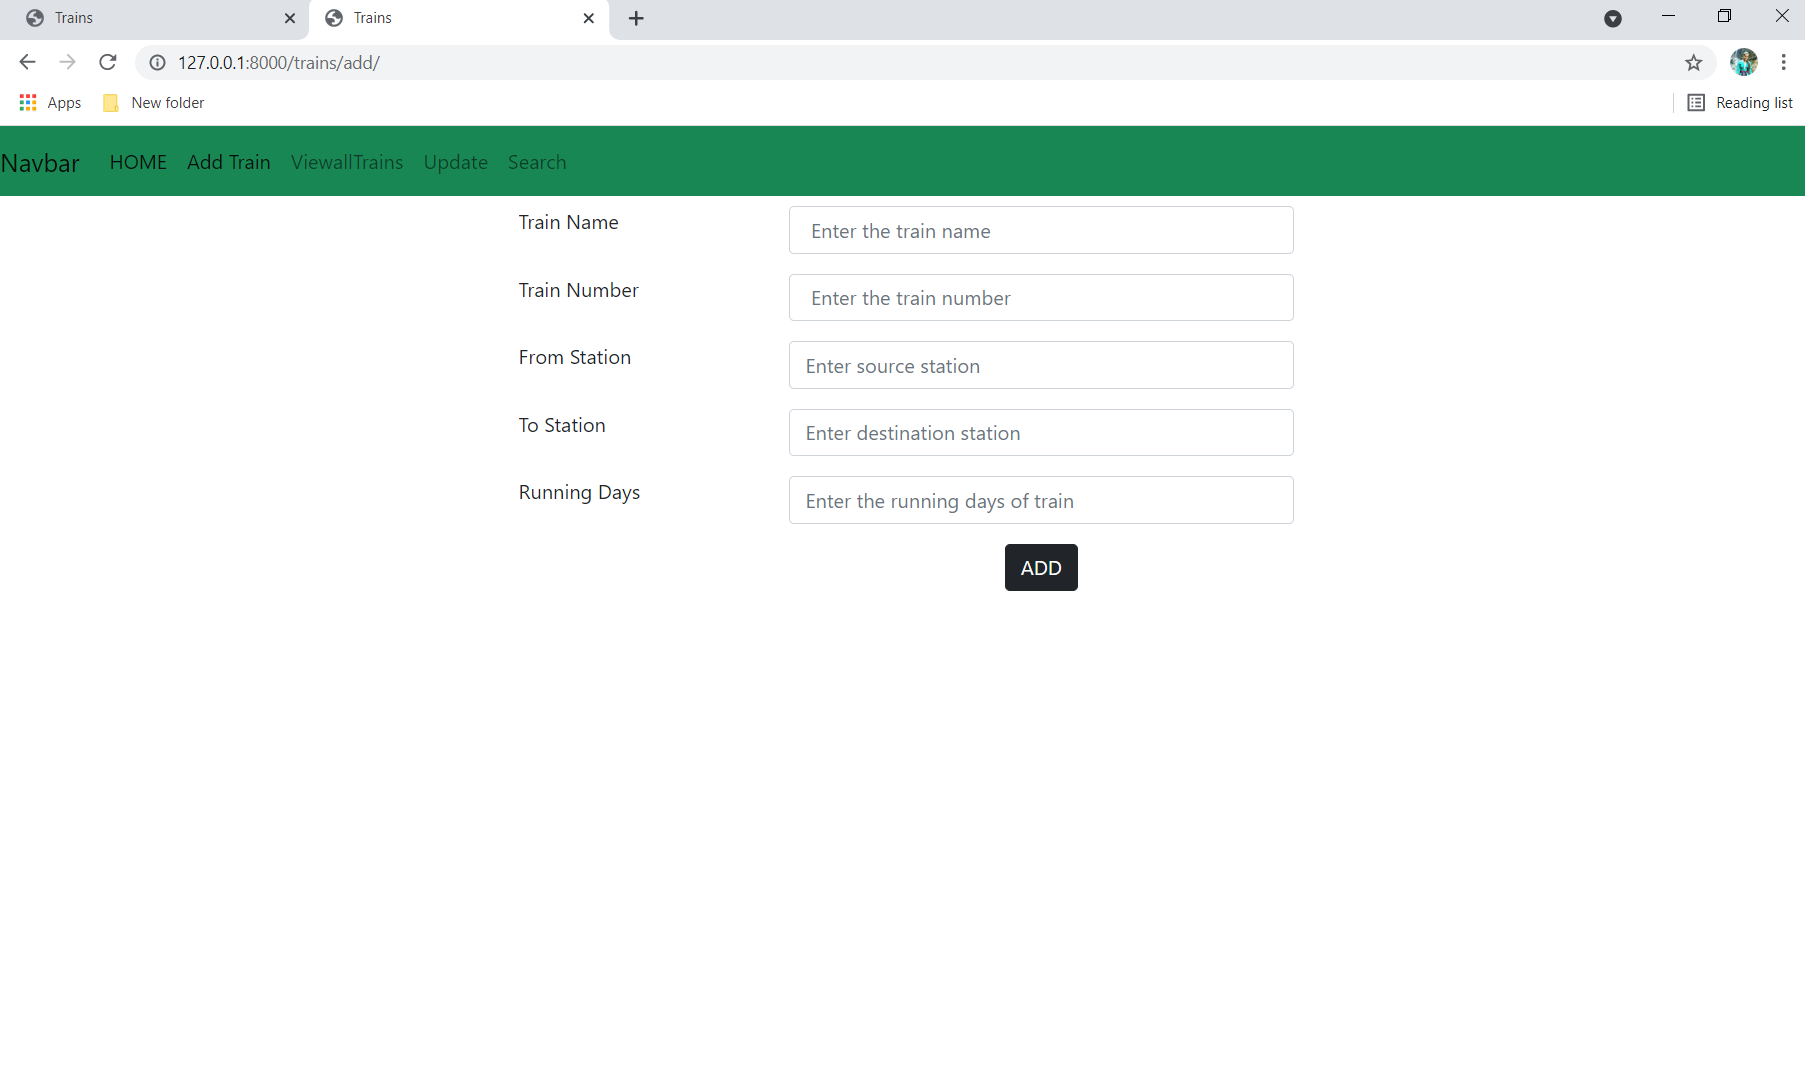 Trains Trains
127.0.0.1:8000/trains/add/
Apps New folder Reading list
Navbar HOME Add Train ViewallTrains Update Search
Train Name Enter the train name
Train Number Enter the train number
From Station Enter source station
To Station Enter destination station
Running Days Enter the running days of train
ADD